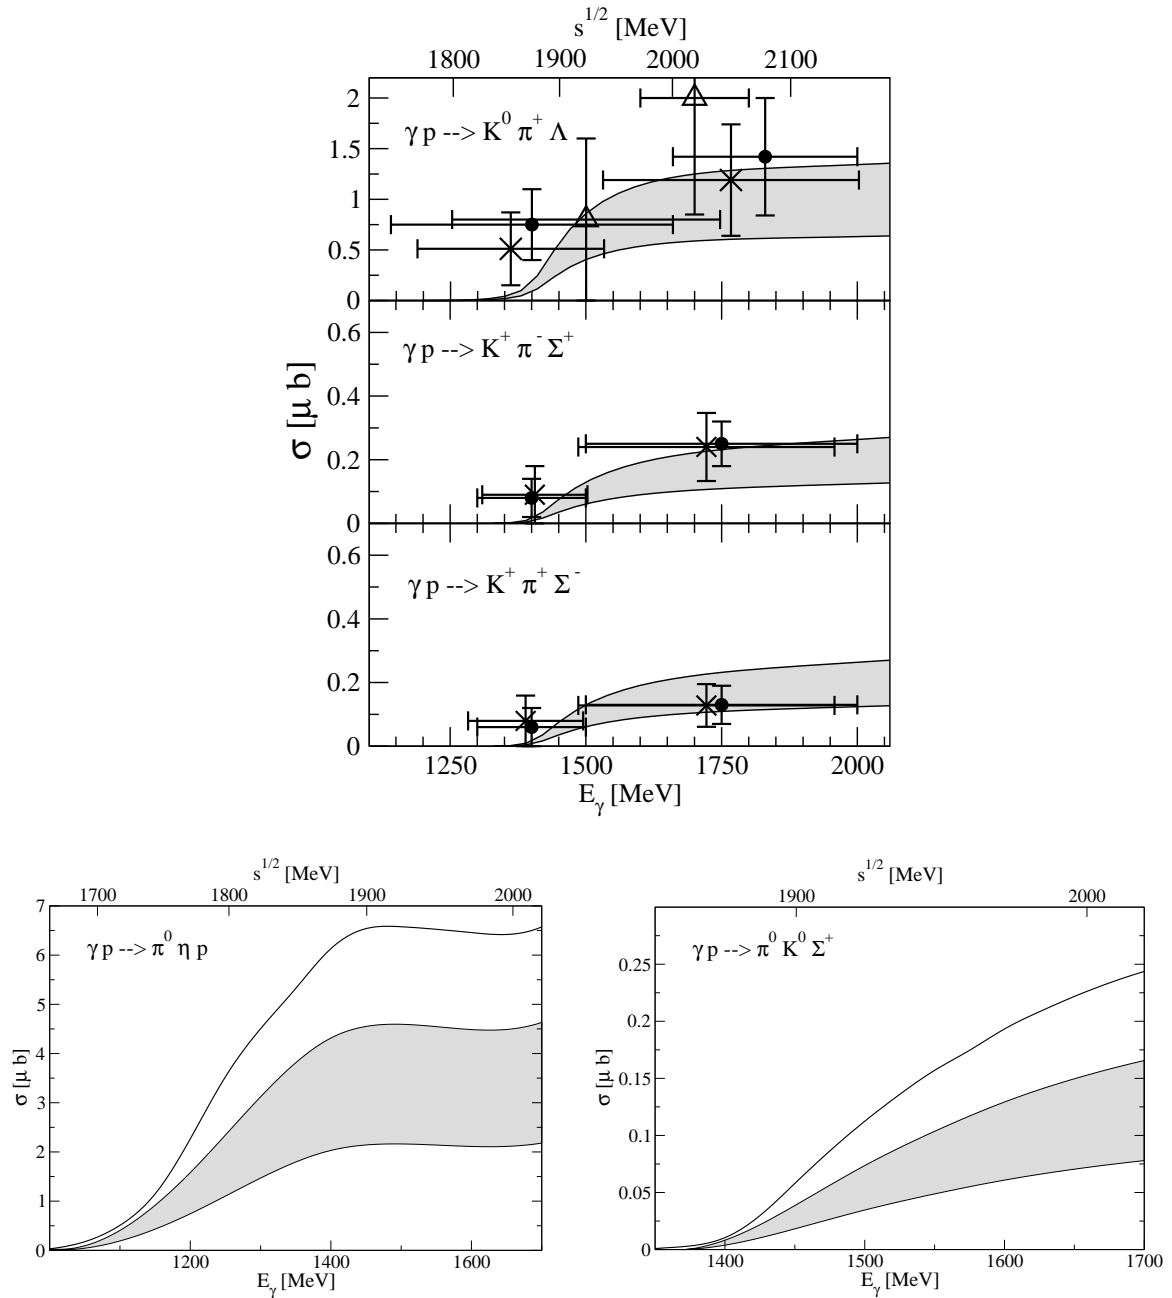 s^1/2 [MeV]
1800 1900 2000 2100
2
1.5
1
0.5
0
γ p --> K^0 π^+ Λ
0.6
0.4
0.2
0
γ p --> K^+ π^- Σ^+
σ [μ b]
0.6
0.4
0.2
0
γ p --> K^+ π^+ Σ^-
1250 1500 1750 2000
E_γ [MeV]
s^1/2 [MeV]
1700 1800 1900 2000
7
6
5
4
3
2
1
0
γ p --> π^0 η p
σ [μ b]
1200 1400 1600
E_γ [MeV]
s^1/2 [MeV]
1900 2000
γ p --> π^0 K^0 Σ^+
0.25
0.2
0.15
0.1
0.05
0
σ [μ b]
1400 1500 1600 1700
E_γ [MeV]